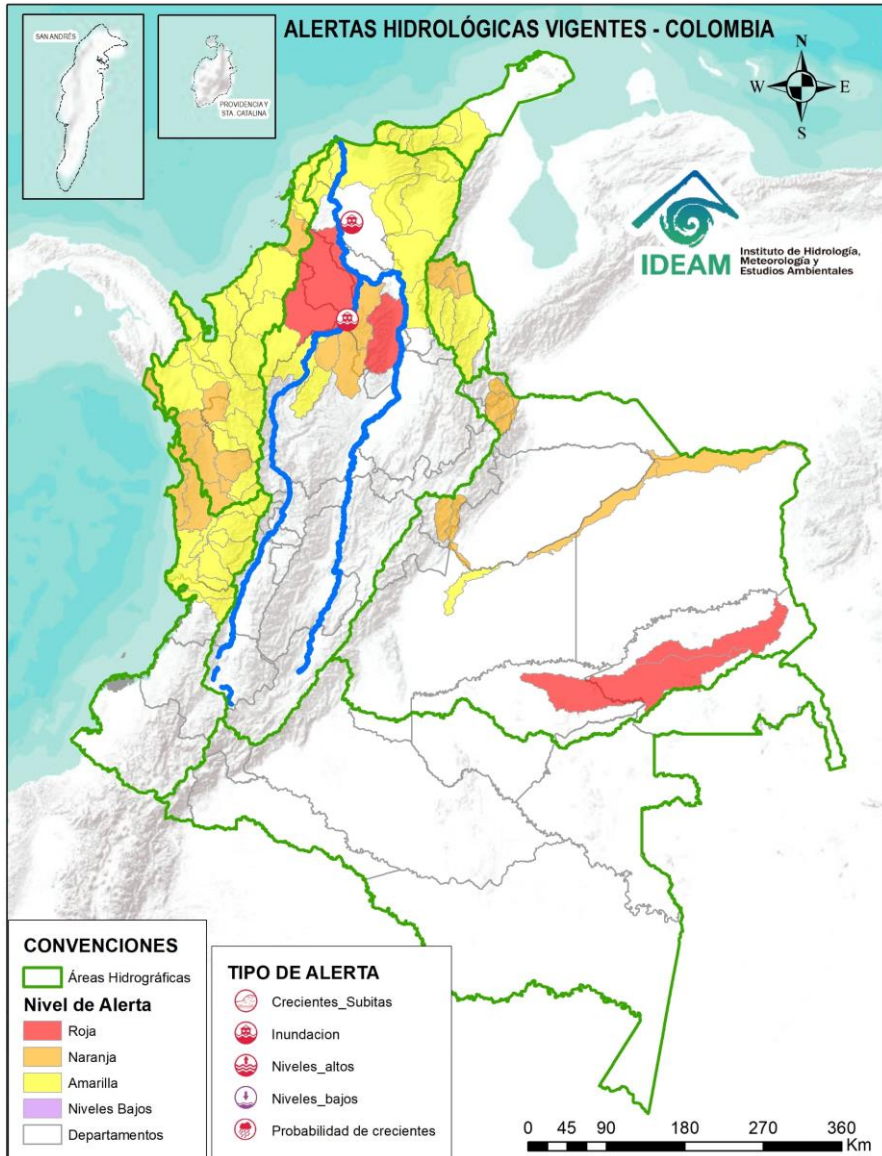 ALERTAS HIDROLÓGICAS VIGENTES - COLOMBIA
SAN ANDRÉS
PROVIDENCIA Y
STA. CATALINA
N
W
E
S
IDEAM
Instituto de Hidrología,
Meteorología y
Estudios Ambientales
CONVENCIONES
Áreas Hidrográficas
Nivel de Alerta
Roja
Naranja
Amarilla
Niveles Bajos
Departamentos
TIPO DE ALERTA
Crecientes_Subitas
Inundacion
Niveles_altos
Niveles_bajos
Probabilidad de crecientes
0 45 90 180 270 360
Km